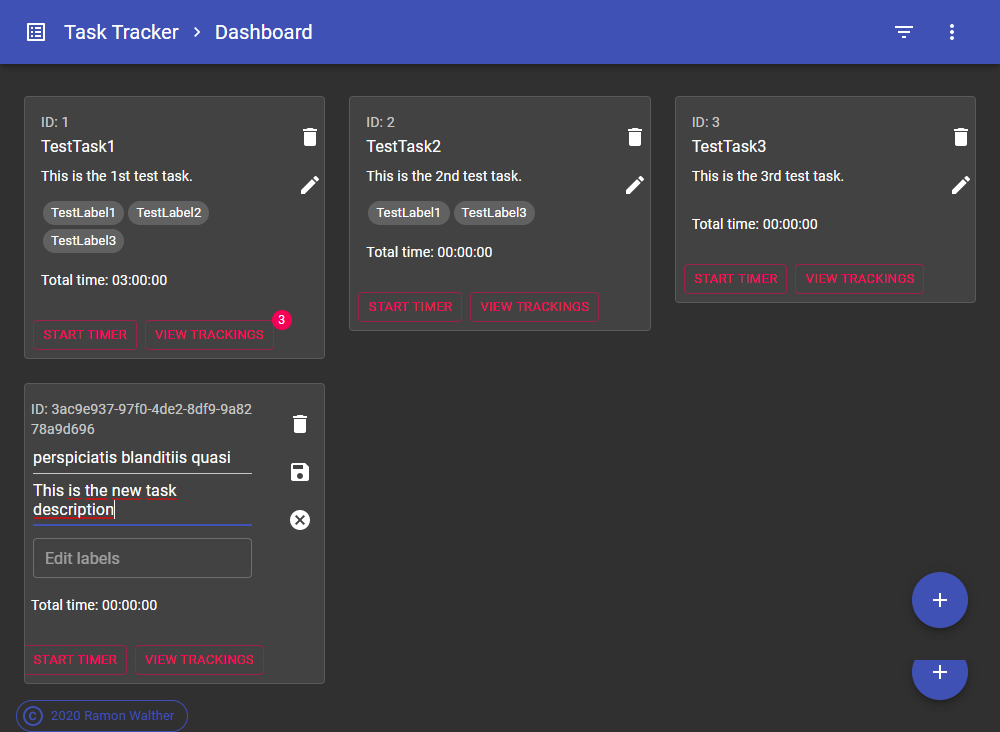 Task Tracker > Dashboard
ID: 1
TestTask1
This is the 1st test task.
TestLabel1 TestLabel2
TestLabel3
Total time: 03:00:00
START TIMER VIEW TRACKINGS 3
ID: 2
TestTask2
This is the 2nd test task.
TestLabel1 TestLabel3
Total time: 00:00:00
START TIMER VIEW TRACKINGS
ID: 3
TestTask3
This is the 3rd test task.
Total time: 00:00:00
START TIMER VIEW TRACKINGS
ID: 3ac9e937-97f0-4de2-8df9-9a82
78a9d696
perspiciatis blanditiis quasi
This is the new task
description
Edit labels
Total time: 00:00:00
START TIMER VIEW TRACKINGS
© 2020 Ramon Walther